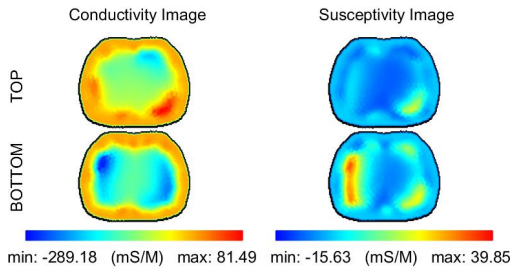 Conductivity Image
Susceptivity Image
TOP
BOTTOM
min: -289.18 (mS/M) max: 81.49
min: -15.63 (mS/M) max: 39.85